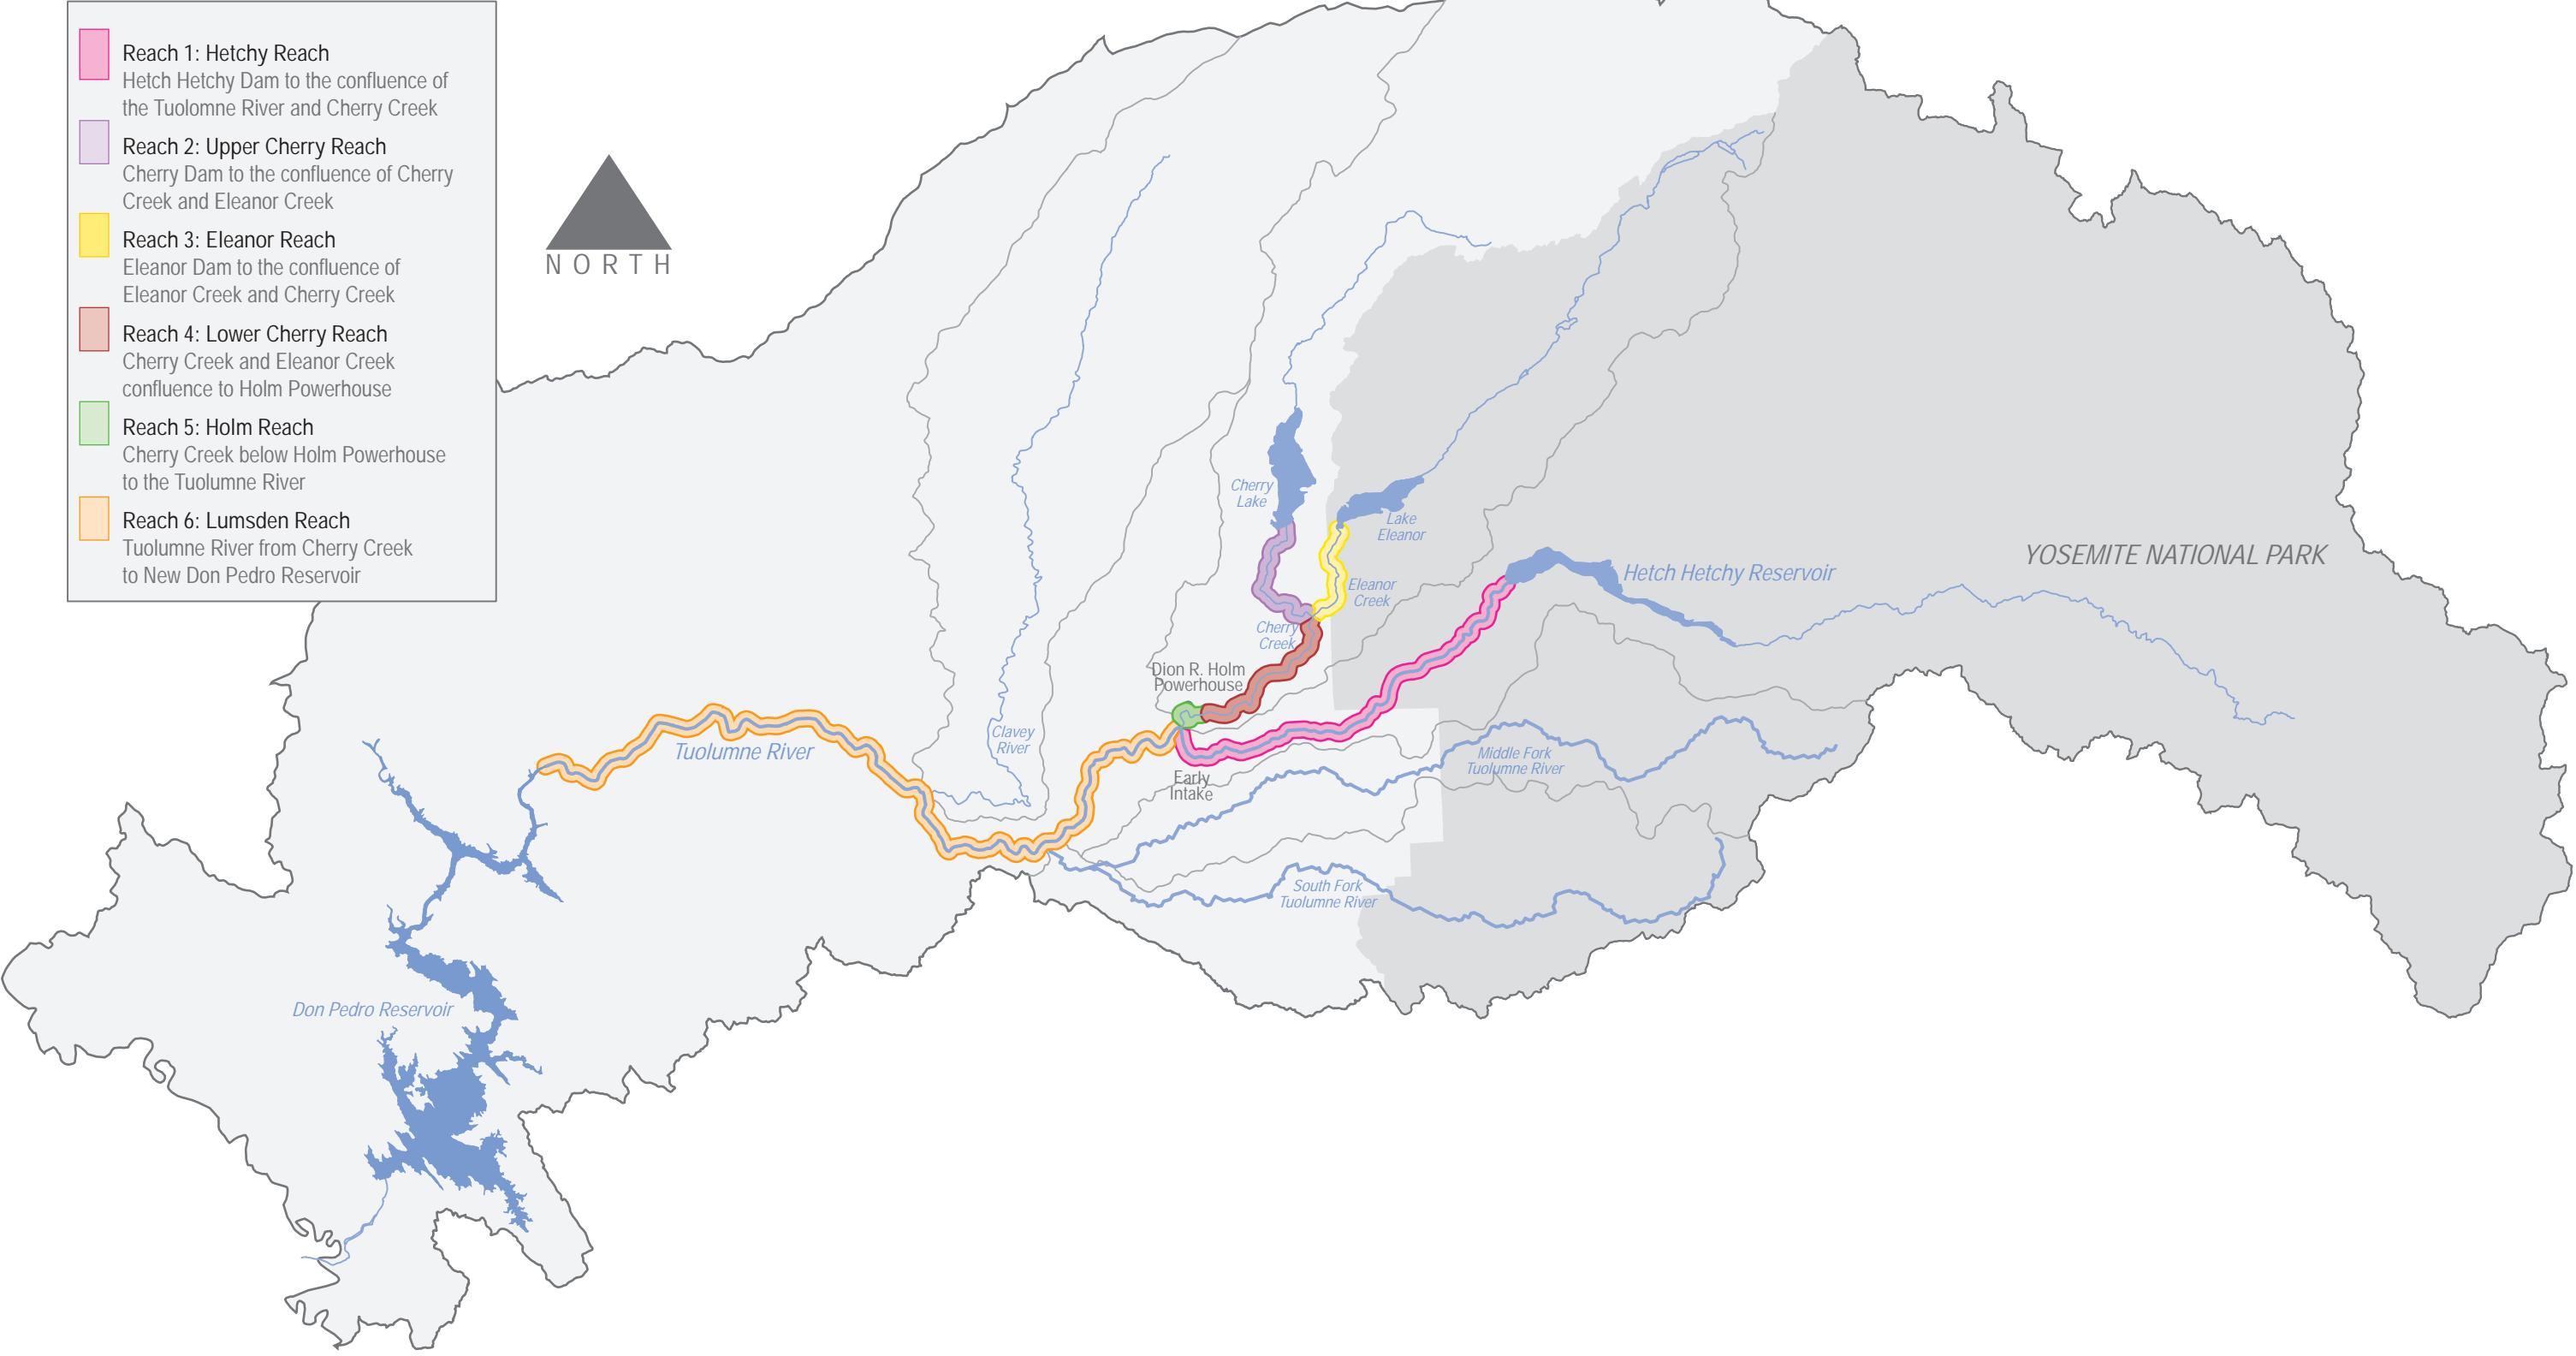 Reach 1: Hetchy Reach
Hetch Hetchy Dam to the confluence of
the Tuolomne River and Cherry Creek
Reach 2: Upper Cherry Reach
Cherry Dam to the confluence of Cherry
Creek and Eleanor Creek
Reach 3: Eleanor Reach
Eleanor Dam to the confluence of
Eleanor Creek and Cherry Creek
Reach 4: Lower Cherry Reach
Cherry Creek and Eleanor Creek
confluence to Holm Powerhouse
Reach 5: Holm Reach
Cherry Creek below Holm Powerhouse
to the Tuolumne River
Reach 6: Lumsden Reach
Tuolumne River from Cherry Creek
to New Don Pedro Reservoir
NORTH
Cherry
Lake
Lake
Eleanor
YOSEMITE NATIONAL PARK
Hetch Hetchy Reservoir
Eleanor
Creek
Cherry
Creek
Dion R. Holm
Powerhouse
Clavey
River
Tuolumne River
Middle Fork
Tuolumne River
Early
Intake
South Fork
Tuolumne River
Don Pedro Reservoir